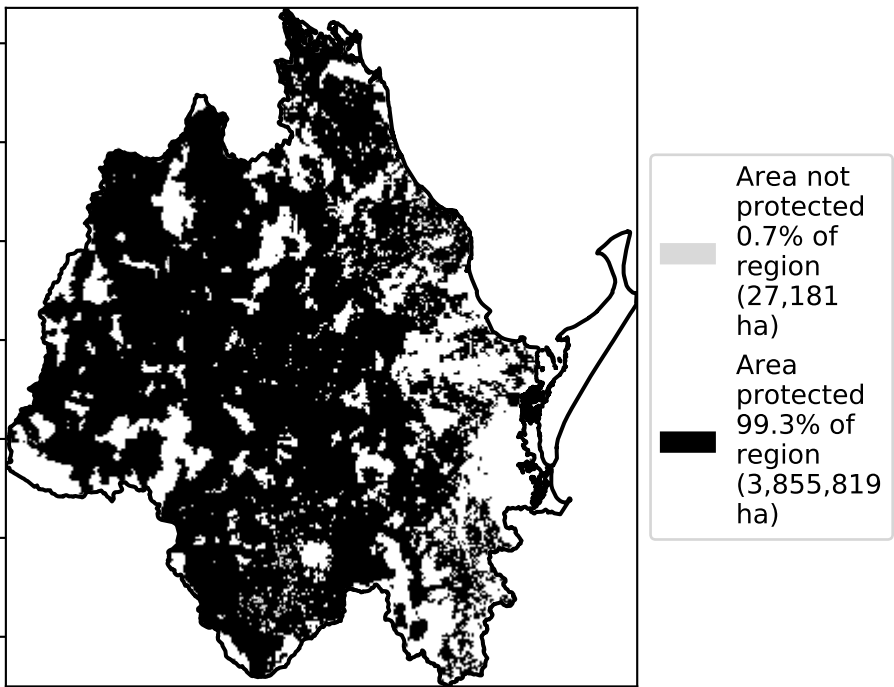 Area not
protected
0.7% of
region
(27,181
ha)
Area
protected
99.3% of
region
(3,855,819
ha)